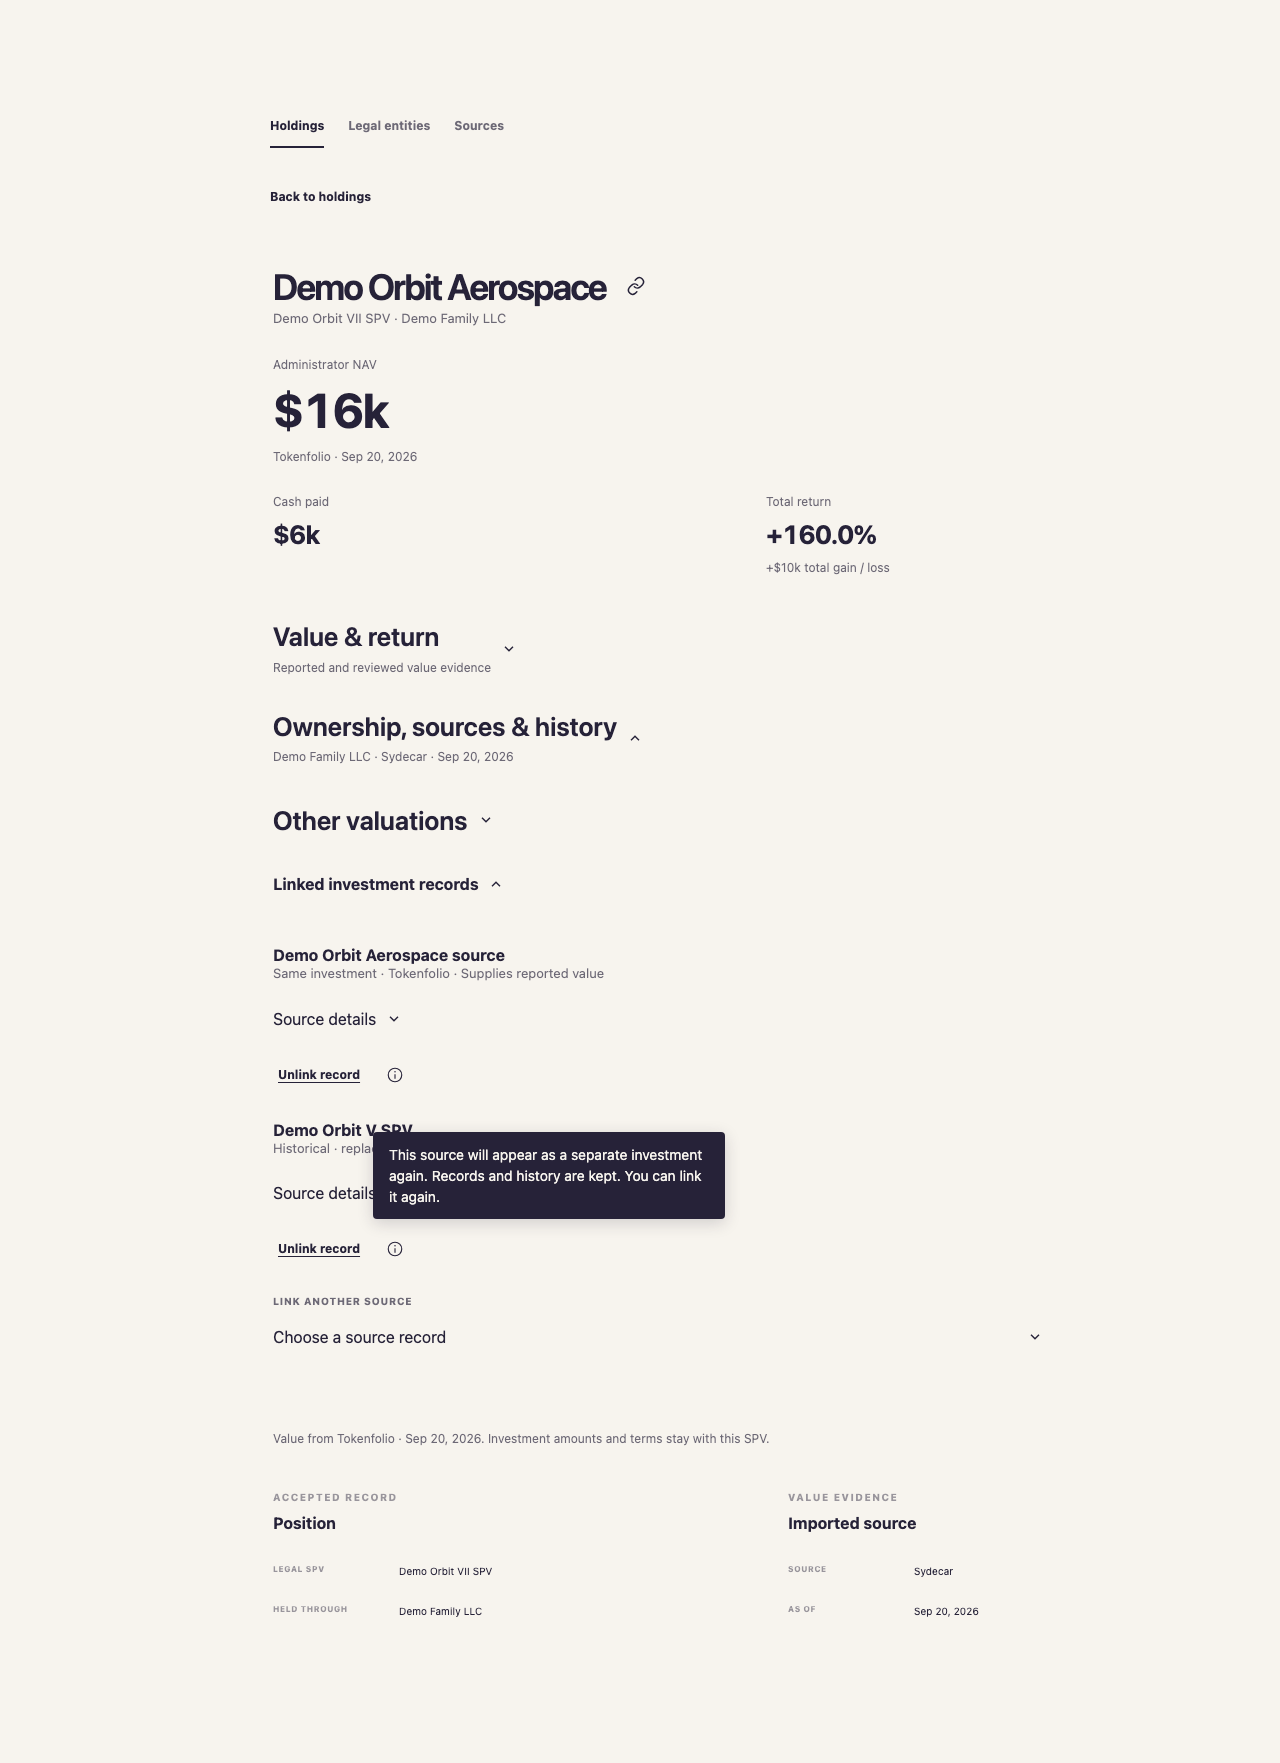 Holdings Legal entities Sources
Back to holdings
Demo Orbit Aerospace
Demo Orbit VII SPV · Demo Family LLC
Administrator NAV
$16k
Tokenfolio · Sep 20, 2026
Cash paid
$6k
Total return
+160.0%
+$10k total gain / loss
Value & return
Reported and reviewed value evidence
Ownership, sources & history
Demo Family LLC · Sydecar · Sep 20, 2026
Other valuations
Linked investment records
Demo Orbit Aerospace source
Same investment · Tokenfolio · Supplies reported value
Source details
Unlink record
Demo Orbit V SPV
Historical ·
This source will appear as a separate investment
again. Records and history are kept. You can link
it again.
Source details
Unlink record
LINK ANOTHER SOURCE
Choose a source record
Value from Tokenfolio · Sep 20, 2026. Investment amounts and terms stay with this SPV.
ACCEPTED RECORD
Position
LEGAL SPV Demo Orbit VII SPV
HELD THROUGH Demo Family LLC
VALUE EVIDENCE
Imported source
SOURCE Sydecar
AS OF Sep 20, 2026